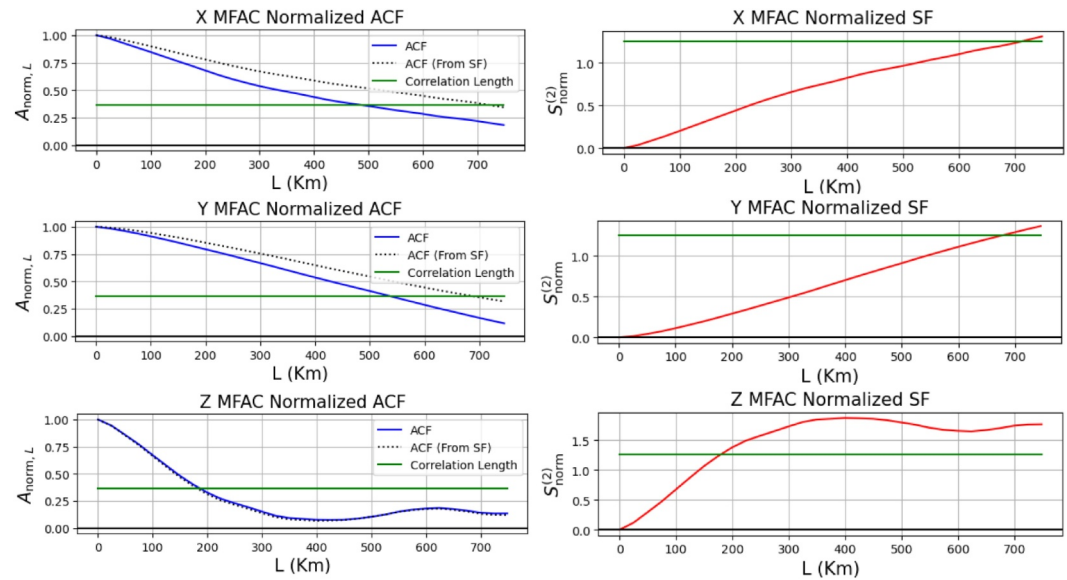 X MFAC Normalized ACF
A_norm, L
1.00
0.75
0.50
0.25
0.00
ACF
ACF (From SF)
Correlation Length
0 100 200 300 400 500 600 700
L (Km)
X MFAC Normalized SF
S^(2)_norm
1.0
0.5
0.0
0 100 200 300 400 500 600 700
L (Km)
Y MFAC Normalized ACF
A_norm, L
1.00
0.75
0.50
0.25
0.00
ACF
ACF (From SF)
Correlation Length
0 100 200 300 400 500 600 700
L (Km)
Y MFAC Normalized SF
S^(2)_norm
1.0
0.5
0.0
0 100 200 300 400 500 600 700
L (Km)
Z MFAC Normalized ACF
A_norm, L
1.00
0.75
0.50
0.25
0.00
ACF
ACF (From SF)
Correlation Length
0 100 200 300 400 500 600 700
L (Km)
Z MFAC Normalized SF
S^(2)_norm
1.5
1.0
0.5
0.0
0 100 200 300 400 500 600 700
L (Km)